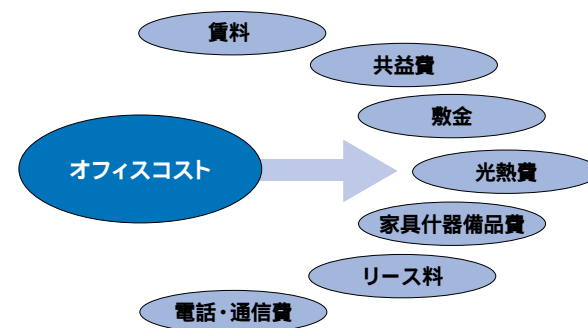 賃料
共益費
敷金
オフィスコスト
光熱費
家具什器備品費
リース料
電話・通信費